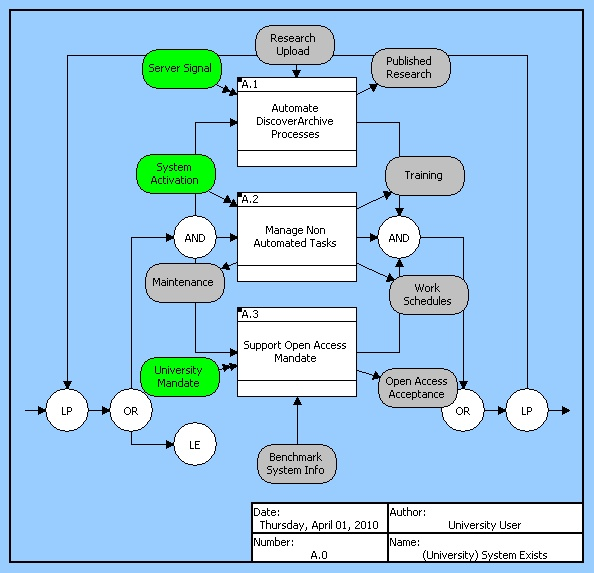 Research
Upload
Server Signal
Published
Research
A.1
Automate
DiscoverArchive
Processes
System
Activation
Training
A.2
Manage Non
Automated Tasks
AND
AND
Maintenance
Work
Schedules
A.3
Support Open Access
Mandate
University
Mandate
Open Access
Acceptance
LP
OR
OR
LP
LE
Benchmark
System Info
Date:
Thursday, April 01, 2010
Author:
University User
Number:
A.0
Name:
(University) System Exists